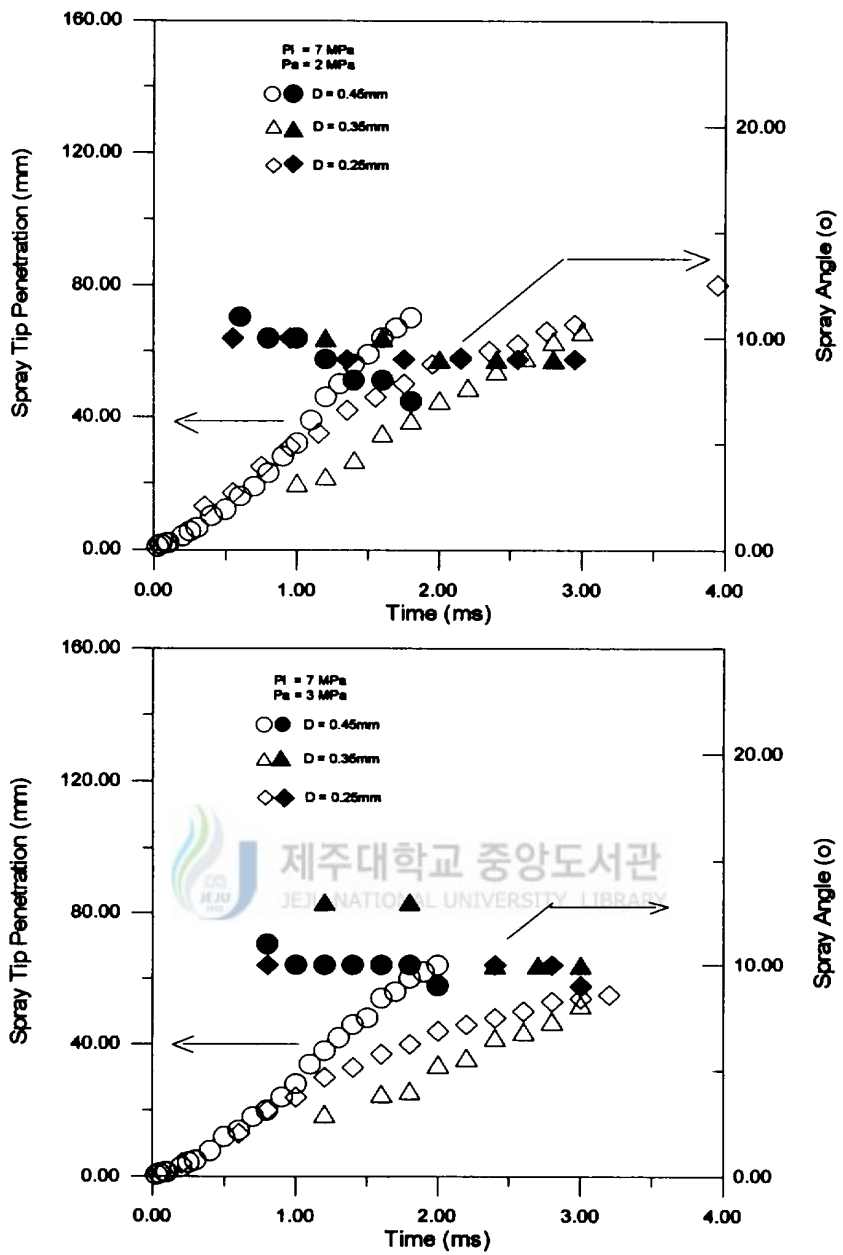 160.00
120.00
80.00
40.00
0.00
Spray Tip Penetration (mm)
Pi = 7 MPa
Pa = 2 MPa
D = 0.45mm
D = 0.35mm
D = 0.25mm
20.00
10.00
0.00
Spray Angle (o)
0.00 1.00 2.00 3.00 4.00
Time (ms)
160.00
120.00
80.00
40.00
0.00
Spray Tip Penetration (mm)
Pi = 7 MPa
Pa = 3 MPa
D = 0.45mm
D = 0.35mm
D = 0.25mm
제주대학교 중앙도서관
JEJU NATIONAL UNIVERSITY LIBRARY
JEJU
1952
20.00
10.00
0.00
Spray Angle (o)
0.00 1.00 2.00 3.00 4.00
Time (ms)